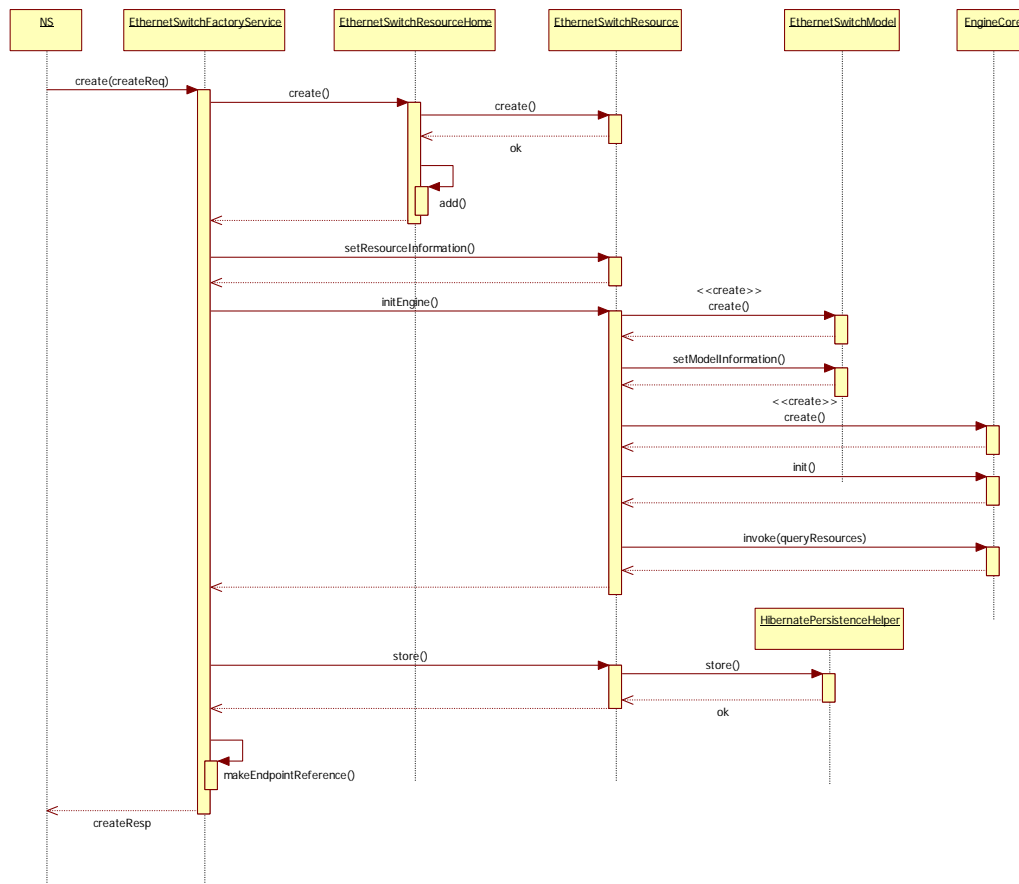 NS
EthernetSwitchFactoryService
EthernetSwitchResourceHome
EthernetSwitchResource
EthernetSwitchModel
EngineCore
create(createReq)
create()
create()
ok
add()
setResourceInformation()
initEngine()
<<create>>
create()
setModelInformation()
<<create>>
create()
init()
invoke(queryResources)
HibernatePersistenceHelper
store()
store()
ok
makeEndpointReference()
createResp